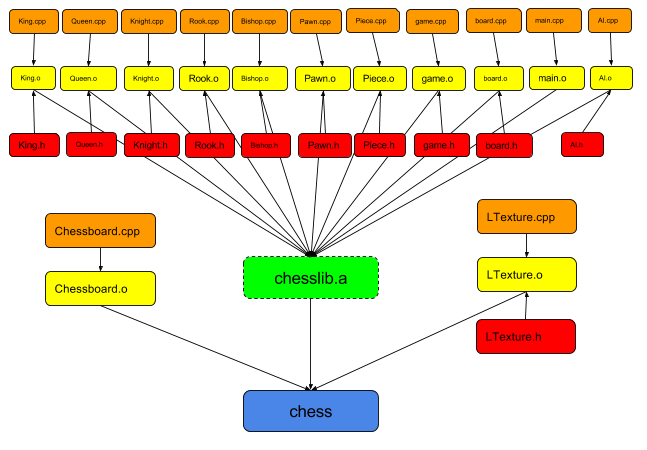 King.cpp Queen.cpp Knight.cpp Rook.cpp Bishop.cpp Pawn.cpp Piece.cpp game.cpp board.cpp main.cpp AI.cpp
King.o Queen.o Knight.o Rook.o Bishop.o Pawn.o Piece.o game.o board.o main.o AI.o
King.h Queen.h Knight.h Rook.h Bishop.h Pawn.h Piece.h game.h board.h AI.h
Chessboard.cpp LTexture.cpp
Chessboard.o chesslib.a LTexture.o
LTexture.h
chess